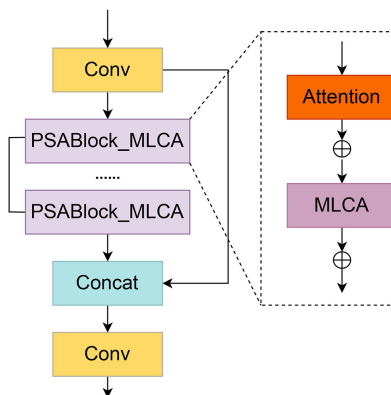 Conv
PSABlock_MLCA
......
PSABlock_MLCA
Concat
Conv
Attention
MLCA